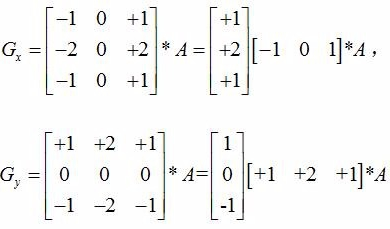 G_x = [−1 0 +1; −2 0 +2; −1 0 +1] * A = [+1; +2; +1] [−1 0 1]*A ,
G_y = [+1 +2 +1; 0 0 0; −1 −2 −1] * A= [1; 0; -1] [+1 +2 +1]*A